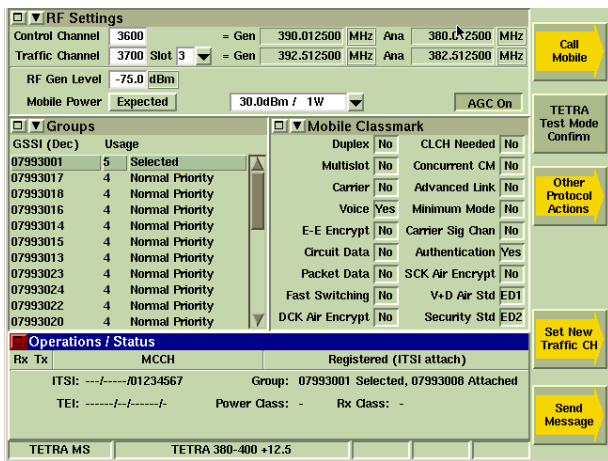 RF Settings
Control Channel 3600 = Gen 390.012500 MHz Ana 380.012500 MHz
Traffic Channel 3700 Slot 3 = Gen 392.512500 MHz Ana 382.512500 MHz
RF Gen Level -75.0 dBm
Mobile Power Expected 30.0dBm / 1W AGC On
Call
Mobile
TETRA
Test Mode
Confirm
Other
Protocol
Actions
Set New
Traffic CH
Send
Message
Groups
GSSI (Dec) Usage
07993001 5 Selected
07993017 4 Normal Priority
07993018 4 Normal Priority
07993016 4 Normal Priority
07993014 4 Normal Priority
07993015 4 Normal Priority
07993013 4 Normal Priority
07993023 4 Normal Priority
07993024 4 Normal Priority
07993022 4 Normal Priority
07993020 4 Normal Priority
Mobile Classmark
Duplex No CLCH Needed No
Multislot No Concurrent CM No
Carrier No Advanced Link No
Voice Yes Minimum Mode No
E-E Encrypt No Carrier Sig Chan No
Circuit Data No Authentication Yes
Packet Data No SCK Air Encrypt No
Fast Switching No V+D Air Std ED1
DCK Air Encrypt No Security Std ED2
Operations / Status
Rx Tx MCCH Registered (ITSI attach)
ITSI: ---/-----/01234567 Group: 07993001 Selected, 07993008 Attached
TEI: ------/--/------/- Power Class: - Rx Class: -
TETRA MS TETRA 380-400 +12.5